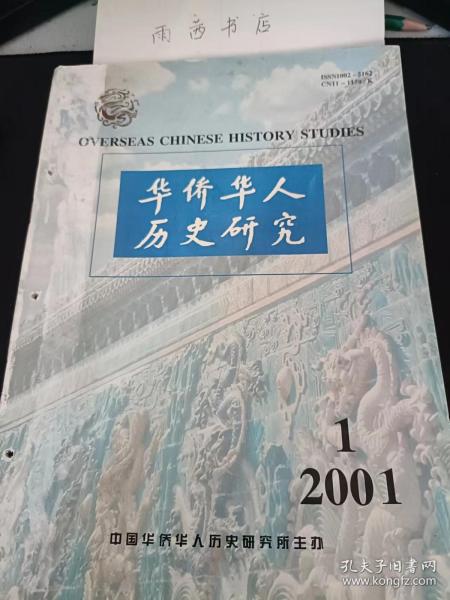 雨茜书店
ISSN1002-5162
CN11-1158/K
OVERSEAS CHINESE HISTORY STUDIES
华侨华人
历史研究
1
2001
中国华侨华人历史研究所主办
孔夫子旧书网
www.kongfz.com